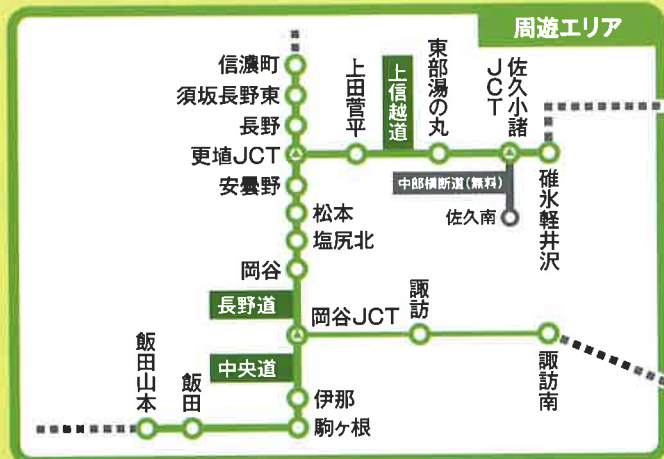 周遊エリア
信濃町
須坂長野東
長野
更埴JCT
安曇野
松本
塩尻北
岡谷
長野道
岡谷JCT
中央道
伊那
駒ヶ根
飯田
飯田山本
諏訪
諏訪南
上田菅平
上信越道
東部湯の丸
佐久小諸
JCT
碓氷軽井沢
中部横断道(無料)
佐久南